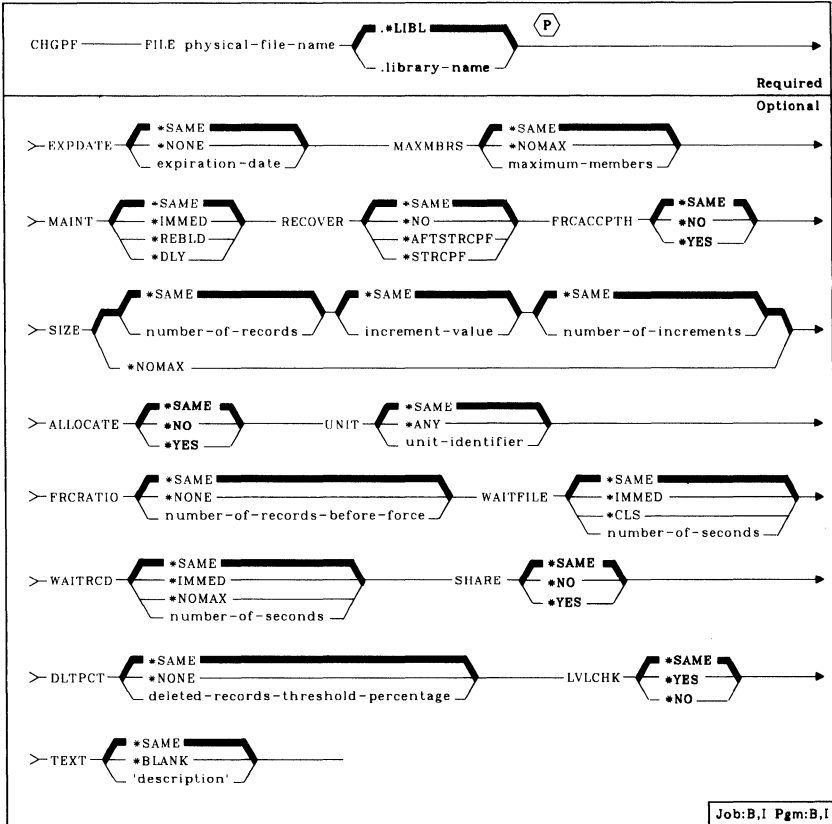 .*LIBL
P
CHGPF FILE physical-file-name
.library-name
Required
Optional
*SAME *SAME
EXPDATE *NONE MAXMBRS *NOMAX
expiration-date maximum-members
*SAME *SAME *SAME
MAINT *IMMED RECOVER *NO FRCACCPTH *NO
*REBLD *AFTSTRCPF *YES
*DLY *STRCPF
*SAME *SAME *SAME
SIZE number-of-records increment-value number-of-increments
*NOMAX
*SAME *SAME
ALLOCATE *NO UNIT *ANY
*YES unit-identifier
*SAME *SAME
FRCRATIO *NONE WAITFILE *IMMED
number-of-records-before-force *CLS
number-of-seconds
*SAME *SAME
WAITRCD *IMMED SHARE *NO
*NOMAX *YES
number-of-seconds
*SAME *SAME
DLTPCT *NONE LVLCHK *YES
deleted-records-threshold-percentage *NO
*SAME
TEXT *BLANK
'description'
Job:B,I Pgm:B,I